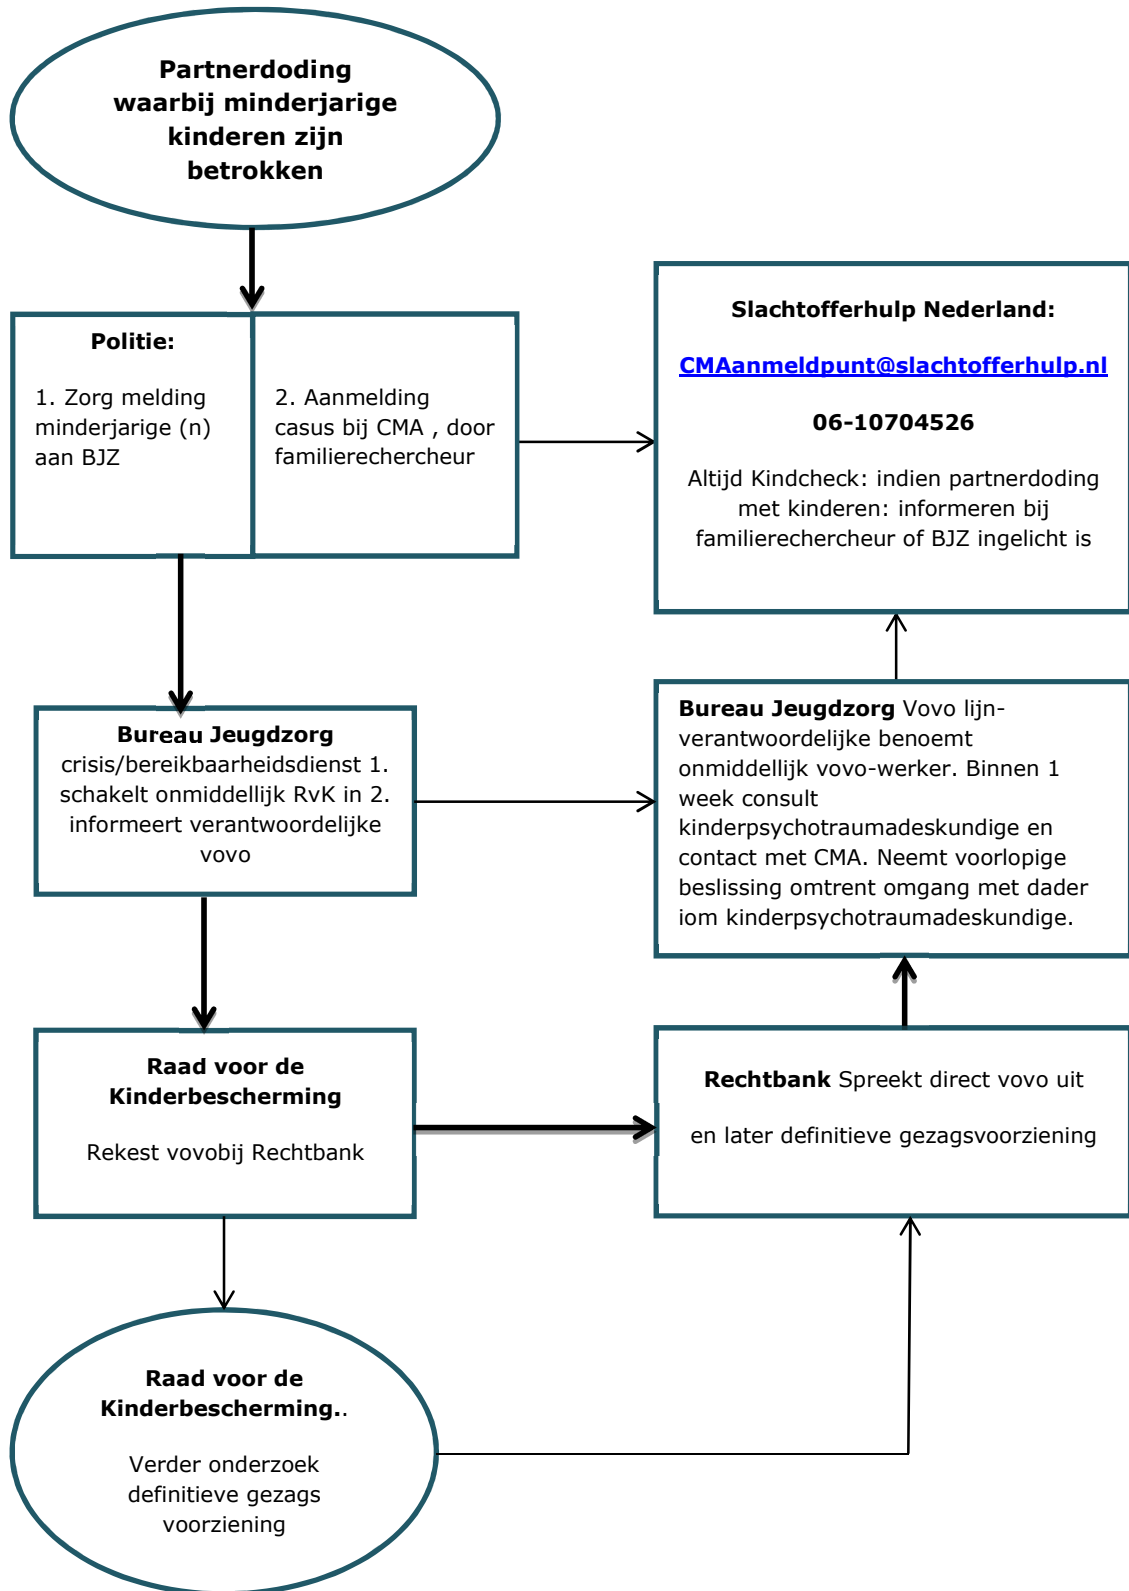 Partnerdoding
waarbij minderjarige
kinderen zijn
betrokken
Politie:
1. Zorg melding
minderjarige (n)
aan BJZ
2. Aanmelding
casus bij CMA , door
familierechercheur
Slachtofferhulp Nederland:
CMAanmeldpunt@slachtofferhulp.nl
06-10704526
Altijd Kindcheck: indien partnerdoding
met kinderen: informeren bij
familierechercheur of BJZ ingelicht is
Bureau Jeugdzorg
crisis/bereikbaarheidsdienst 1.
schakelt onmiddellijk RvK in 2.
informeert verantwoordelijke
vovo
Bureau Jeugdzorg Vovo lijn-
verantwoordelijke benoemt
onmiddellijk vovo-werker. Binnen 1
week consult
kinderpsychotraumadeskundige en
contact met CMA. Neemt voorlopige
beslissing omtrent omgang met dader
iom kinderpsychotraumadeskundige.
Raad voor de
Kinderbescherming
Rekest vovobij Rechtbank
Rechtbank Spreekt direct vovo uit
en later definitieve gezagsvoorziening
Raad voor de
Kinderbescherming..
Verder onderzoek
definitieve gezags
voorziening